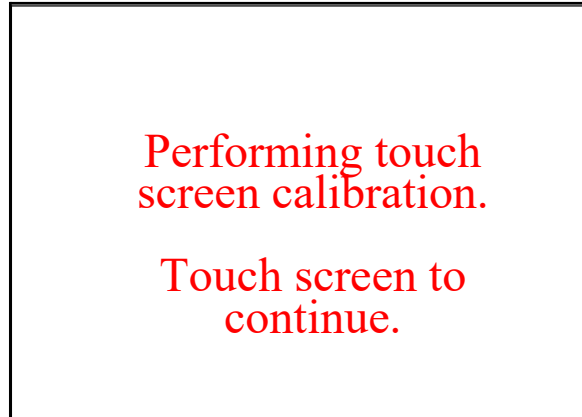 Performing touch
screen calibration.
Touch screen to
continue.